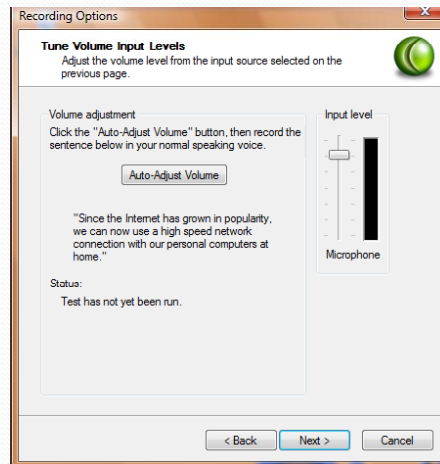 Recording Options
Tune Volume Input Levels
Adjust the volume level from the input source selected on the
previous page.
Volume adjustment
Click the "Auto-Adjust Volume" button, then record the
sentence below in your normal speaking voice.
Auto-Adjust Volume
"Since the Internet has grown in popularity,
we can now use a high speed network
connection with our personal computers at
home."
Status:
Test has not yet been run.
Input level
Microphone
< Back
Next >
Cancel